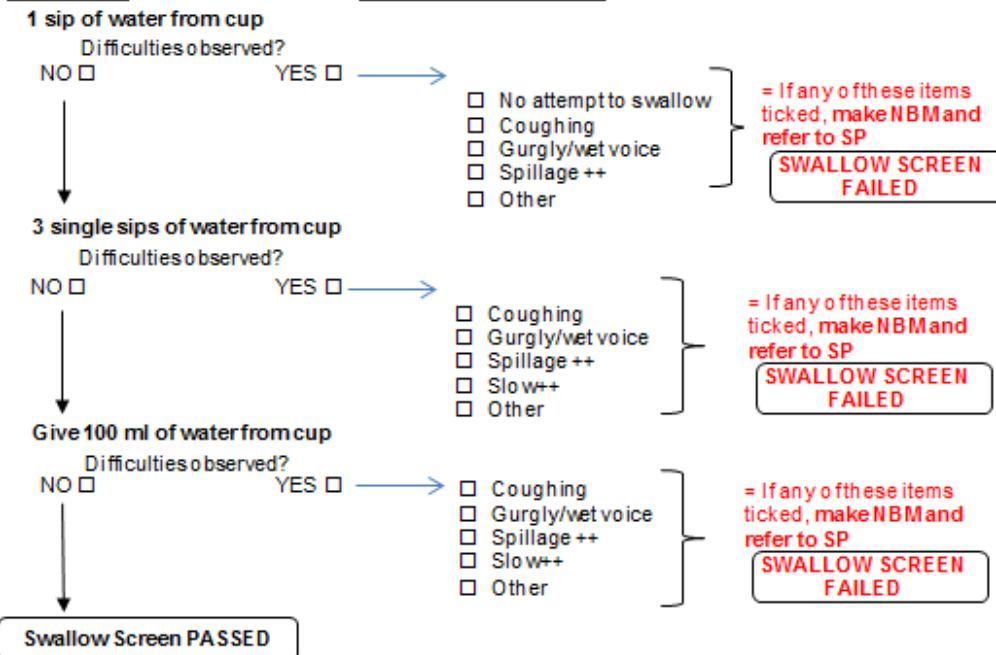 1 sip of water from cup
Difficulties observed?
NO ☐ YES ☐
☐ No attempt to swallow
☐ Coughing
☐ Gurgly/wet voice
☐ Spillage ++
☐ Other
= If any of these items
ticked, make NBM and
refer to SP
SWALLOW SCREEN
FAILED
3 single sips of water from cup
Difficulties observed?
NO ☐ YES ☐
☐ Coughing
☐ Gurgly/wet voice
☐ Spillage ++
☐ Slow++
☐ Other
= If any of these items
ticked, make NBM and
refer to SP
SWALLOW SCREEN
FAILED
Give 100 ml of water from cup
Difficulties observed?
NO ☐ YES ☐
☐ Coughing
☐ Gurgly/wet voice
☐ Spillage ++
☐ Slow++
☐ Other
= If any of these items
ticked, make NBM and
refer to SP
SWALLOW SCREEN
FAILED
Swallow Screen PASSED